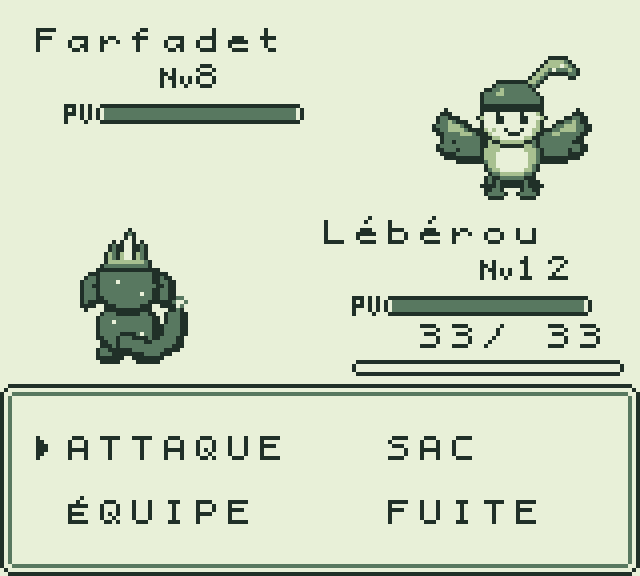 Farfadet
Nv8
PV
Lébérou
Nv12
PV
33/ 33
ATTAQUE SAC
ÉQUIPE FUITE